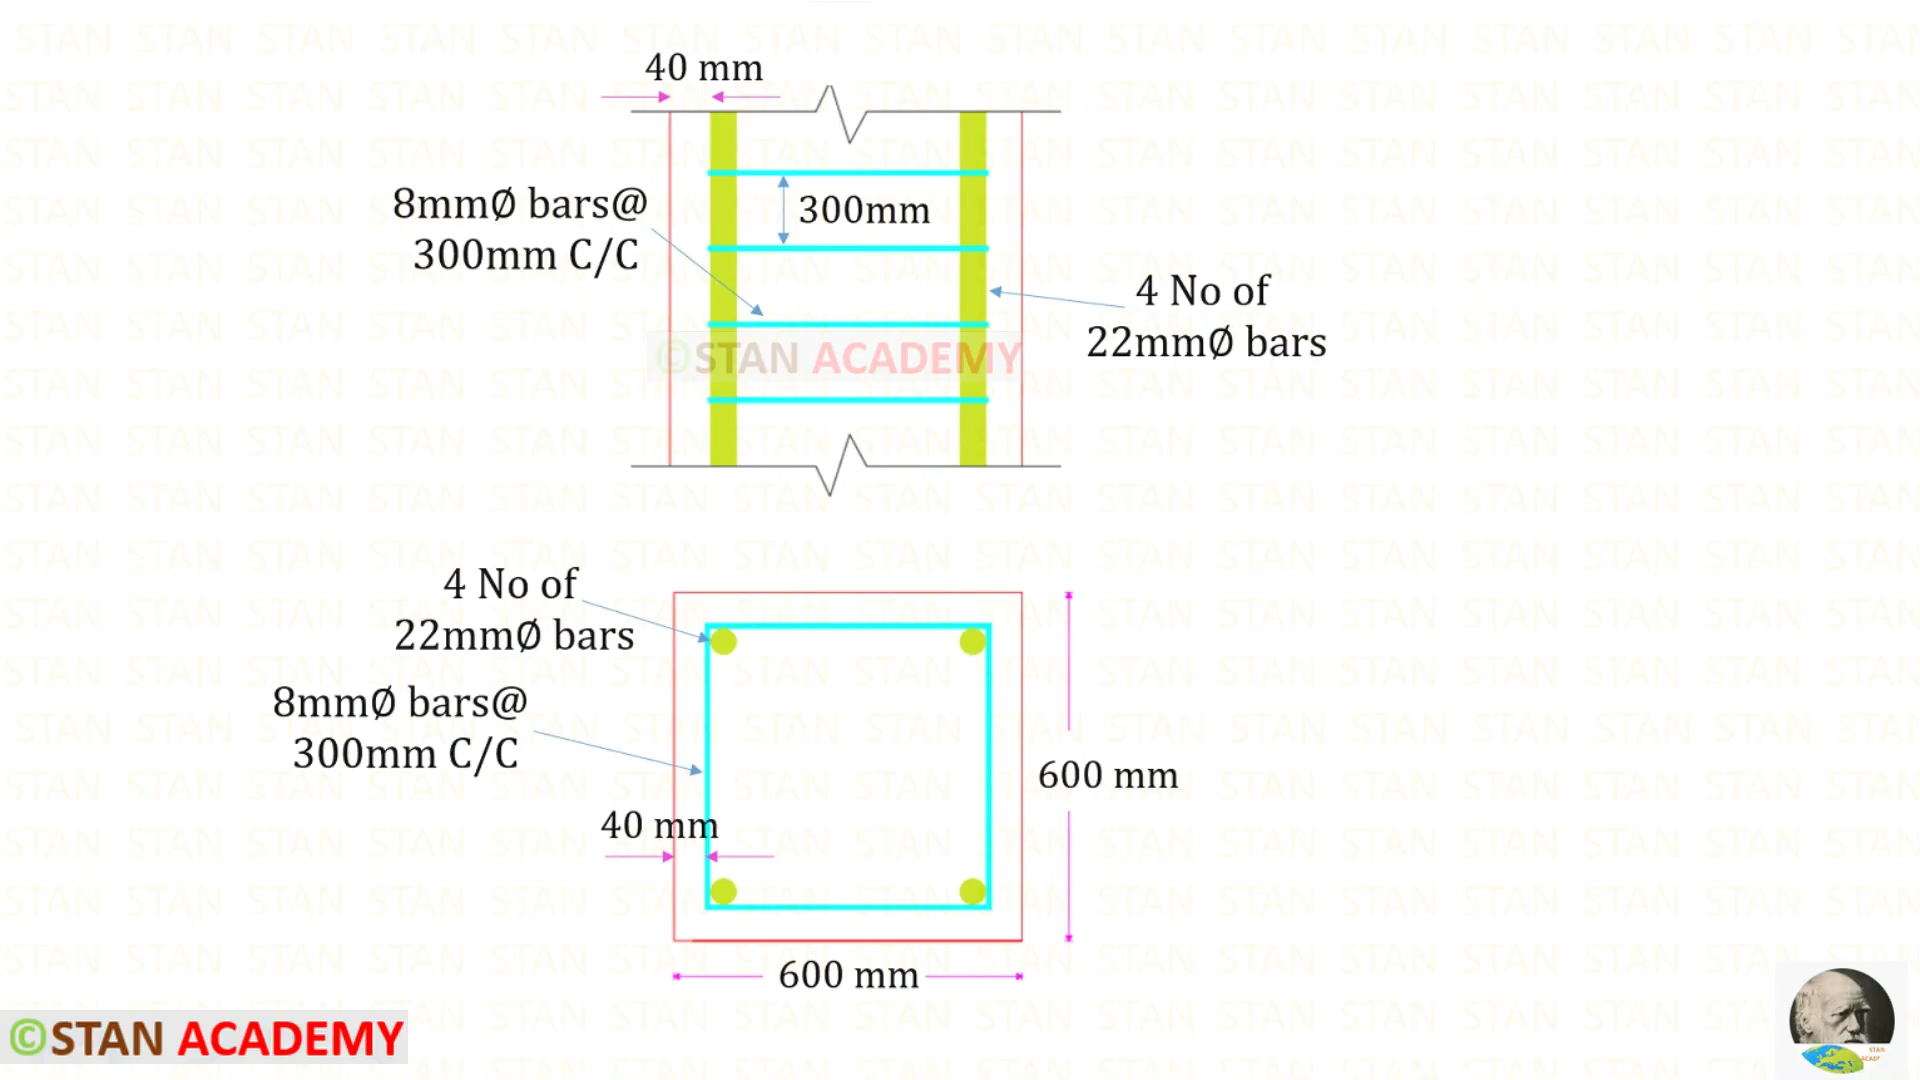 40 mm
8mmØ bars@
300mm C/C
300mm
4 No of
22mmØ bars
©STAN ACADEMY
4 No of
22mmØ bars
8mmØ bars@
300mm C/C
40 mm
600 mm
600 mm
©STAN ACADEMY
STAN